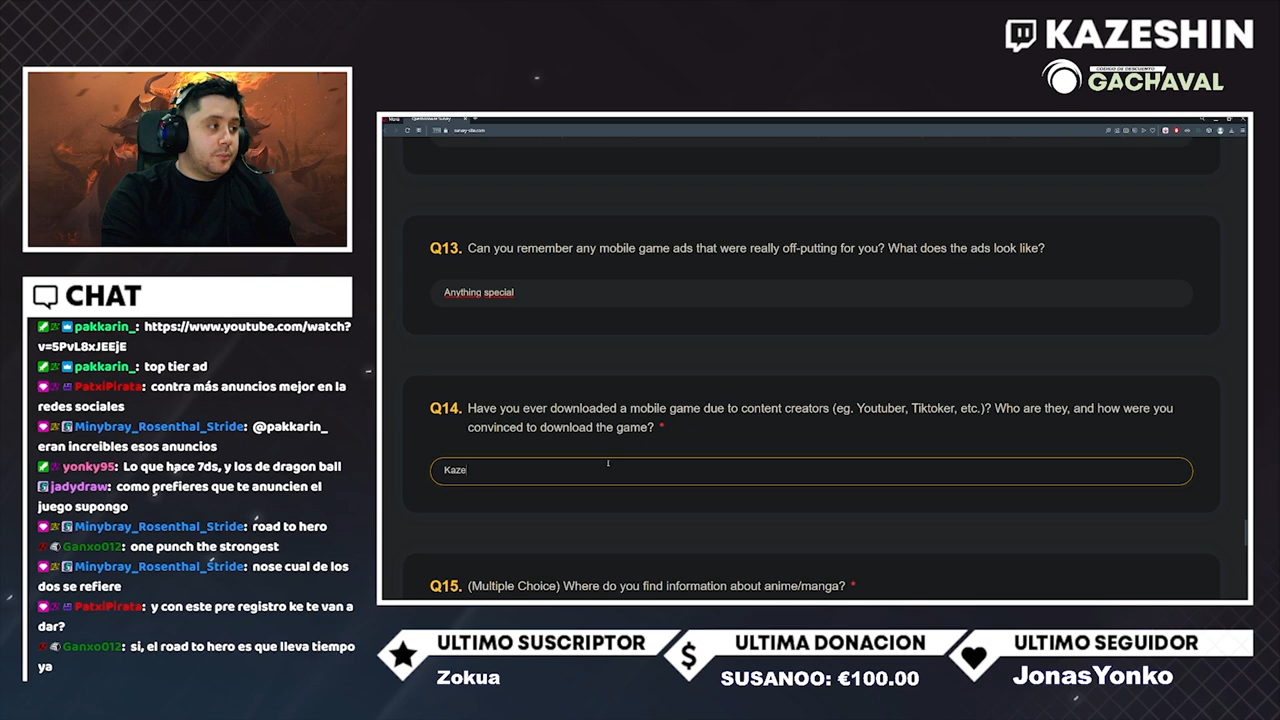 KAZESHIN
CODIGO DE DESCUENTO
GACHAVAL
survey-site.com
Q13. Can you remember any mobile game ads that were really off-putting for you? What does the ads look like?
Anything special
Q14. Have you ever downloaded a mobile game due to content creators (eg. Youtuber, Tiktoker, etc.)? Who are they, and how were you
convinced to download the game? *
Kaze
Q15. (Multiple Choice) Where do you find information about anime/manga? *
CHAT
pakkarin_: https://www.youtube.com/watch?
v=5PvL8xJEEjE
pakkarin_: top tier ad
PatxiPirata: contra más anuncios mejor en la
redes sociales
Minybray_Rosenthal_Stride: @pakkarin_
eran increibles esos anuncios
yonky95: Lo que hace 7ds, y los de dragon ball
jadydraw: como prefieres que te anuncien el
juego supongo
Minybray_Rosenthal_Stride: road to hero
Ganxo012: one punch the strongest
Minybray_Rosenthal_Stride: nose cual de los
dos se refiere
PatxiPirata: y con este pre registro ke te van a
dar?
Ganxo012: si, el road to hero es que lleva tiempo
ya
ULTIMO SUSCRIPTOR
Zokua
ULTIMA DONACION
SUSANOO: €100.00
ULTIMO SEGUIDOR
JonasYonko